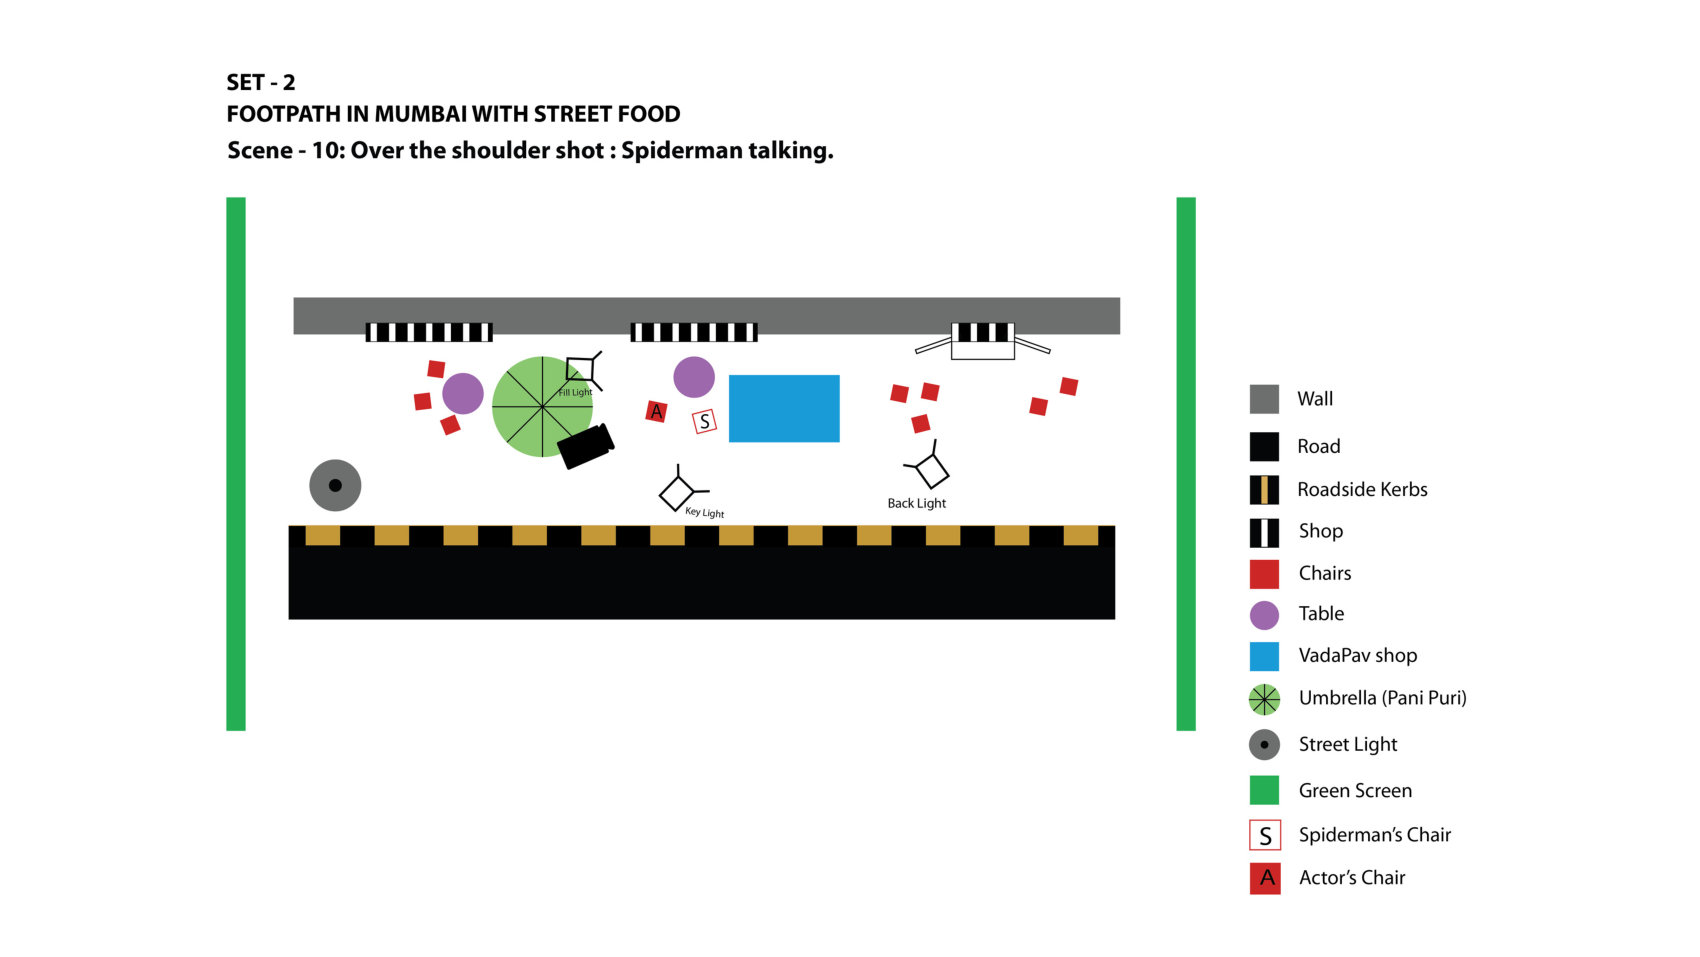 SET - 2
FOOTPATH IN MUMBAI WITH STREET FOOD
Scene - 10: Over the shoulder shot : Spiderman talking.
Fill Light
A
S
Key Light
Back Light
Wall
Road
Roadside Kerbs
Shop
Chairs
Table
VadaPav shop
Umbrella (Pani Puri)
Street Light
Green Screen
S Spiderman’s Chair
A Actor’s Chair